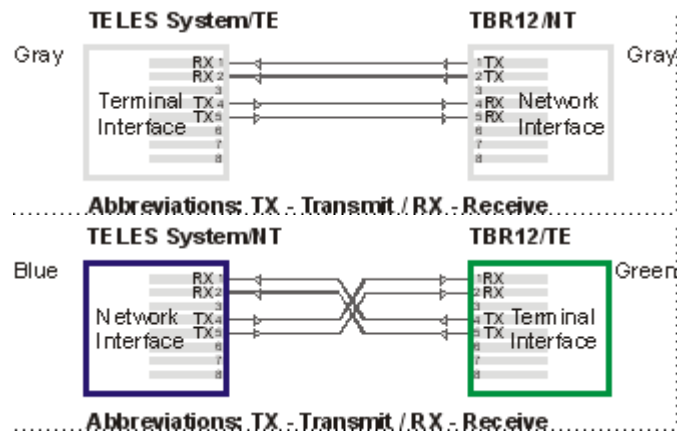 TELES System/TE TBR12/NT
Gray Gray
RX 1 1 TX
RX 2 2 TX
3 3
Terminal TX 4 4 RX Network
Interface TX 5 5 RX Interface
6 6
7 7
8 8
Abbreviations: TX - Transmit / RX - Receive
TELES System/NT TBR12/TE
Blue Green
RX 1 1 RX
RX 2 2 RX
3 3
Network TX 4 4 TX Terminal
Interface TX 5 5 TX Interface
6 6
7 7
8 8
Abbreviations: TX - Transmit / RX - Receive